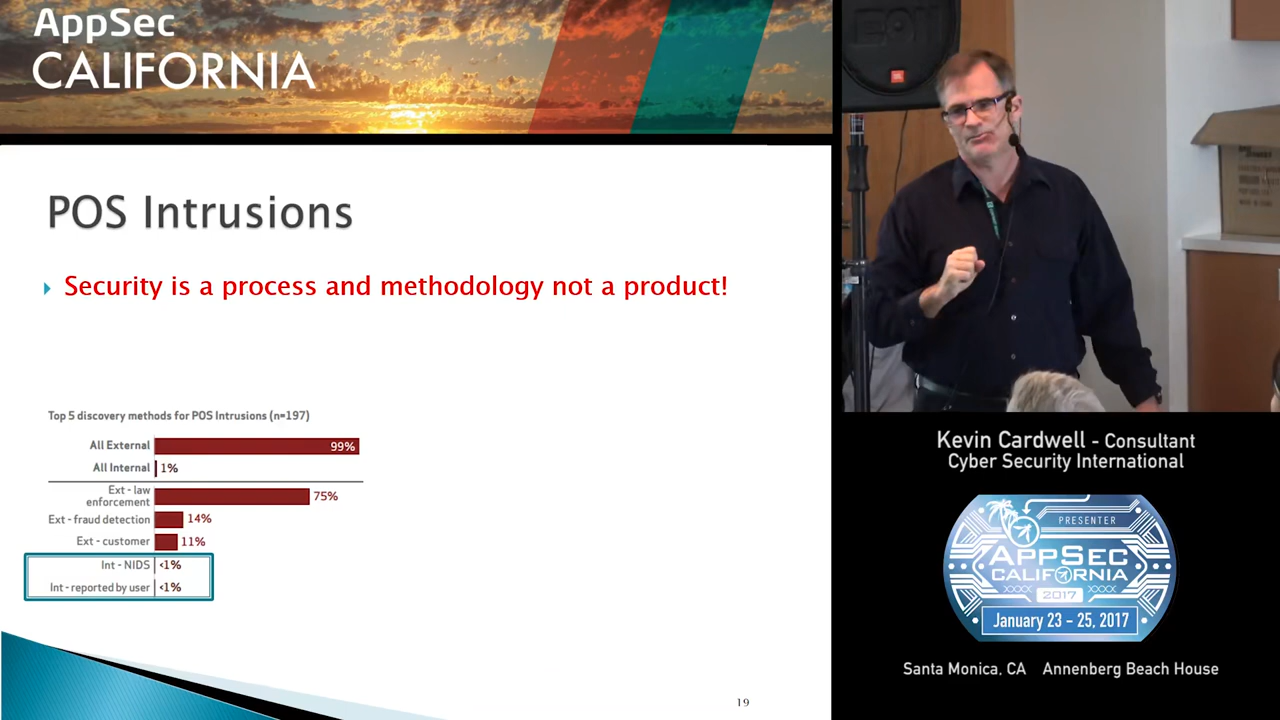 AppSec
CALIFORNIA
POS Intrusions
Security is a process and methodology not a product!
Top 5 discovery methods for POS Intrusions (n=197)
All External 99%
All Internal 1%
Ext - law
enforcement 75%
Ext - fraud detection 14%
Ext - customer 11%
Int - NIDS <1%
Int - reported by user <1%
19
JBL
Kevin Cardwell - Consultant
Cyber Security International
PRESENTER
APPSEC
CALIFORNIA
XXXX 2017 XXXX
January 23 - 25, 2017
Santa Monica, CA Annenberg Beach House